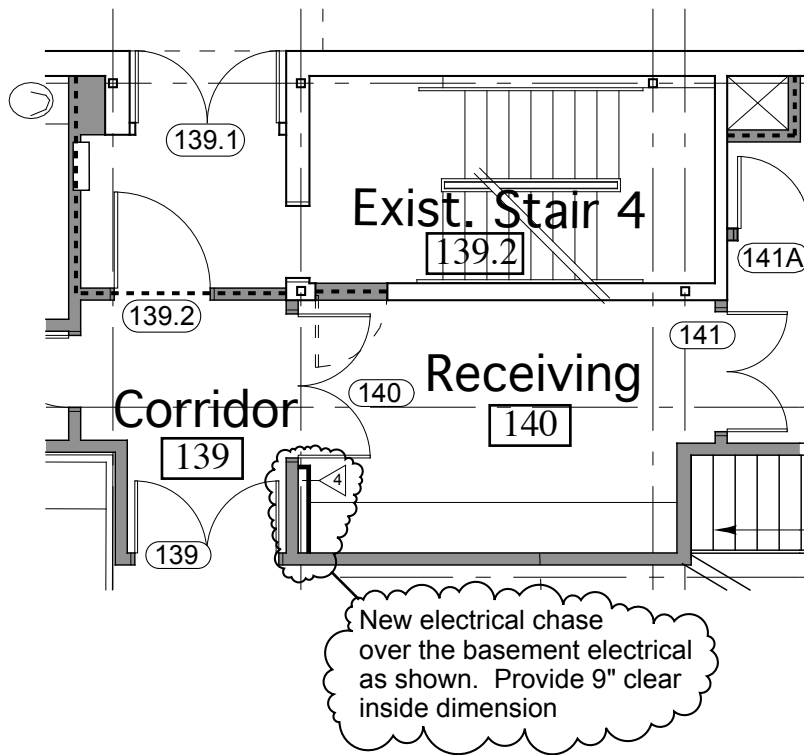 139.1
Exist. Stair 4
139.2
141A
139.2
141
Receiving
140
Corridor
140
139
4
139
New electrical chase
over the basement electrical
as shown. Provide 9" clear
inside dimension